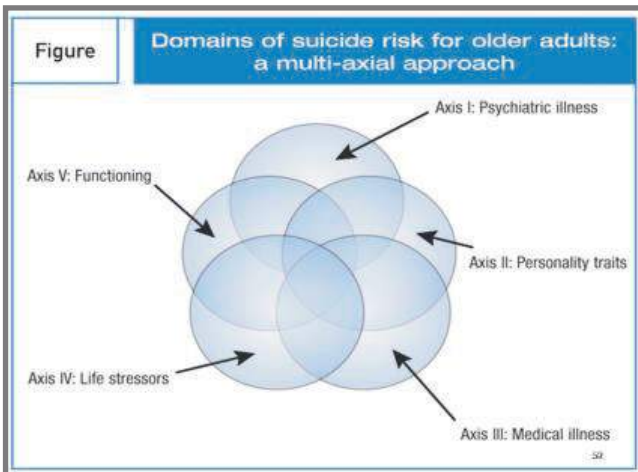 Figure
Domains of suicide risk for older adults:
a multi-axial approach
Axis I: Psychiatric illness
Axis V: Functioning
Axis II: Personality traits
Axis IV: Life stressors
Axis III: Medical illness